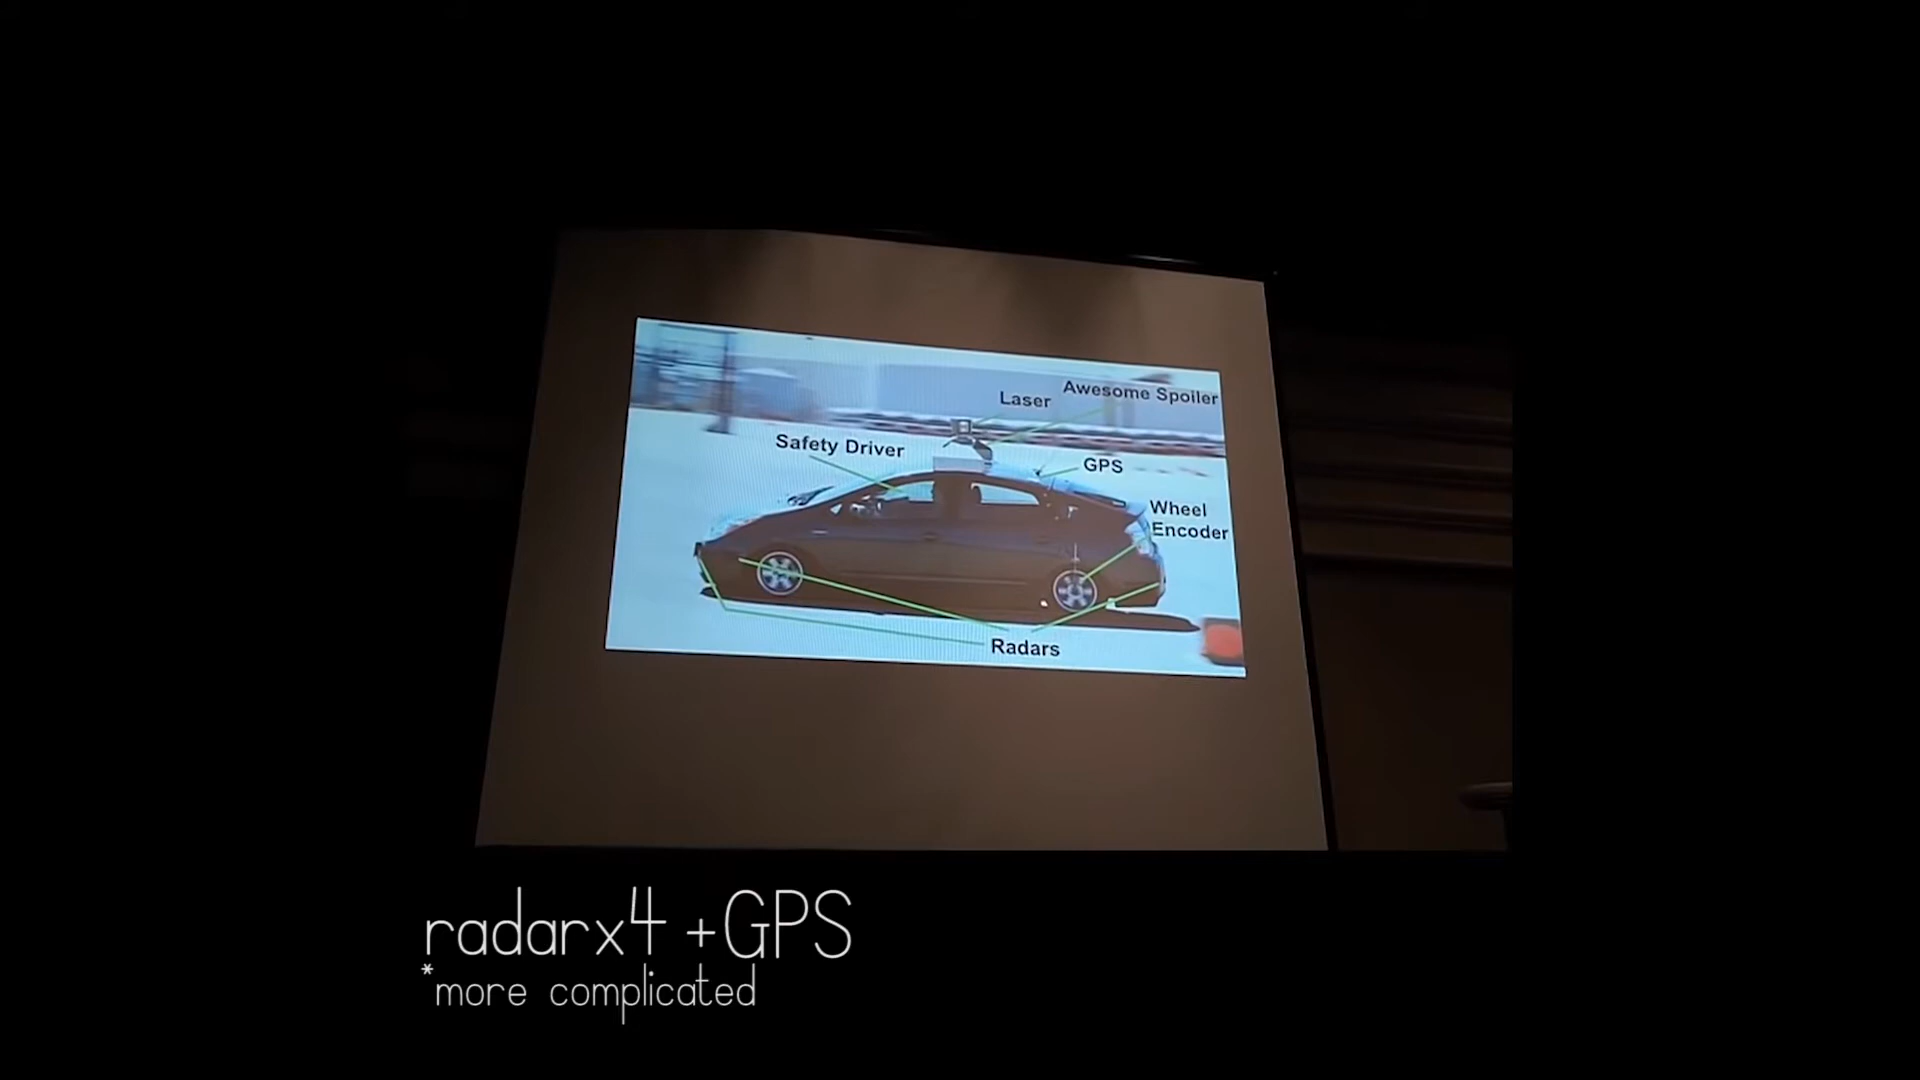 Awesome Spoiler
Laser
Safety Driver
GPS
Wheel
Encoder
Radars
radarx4 +GPS
*more complicated